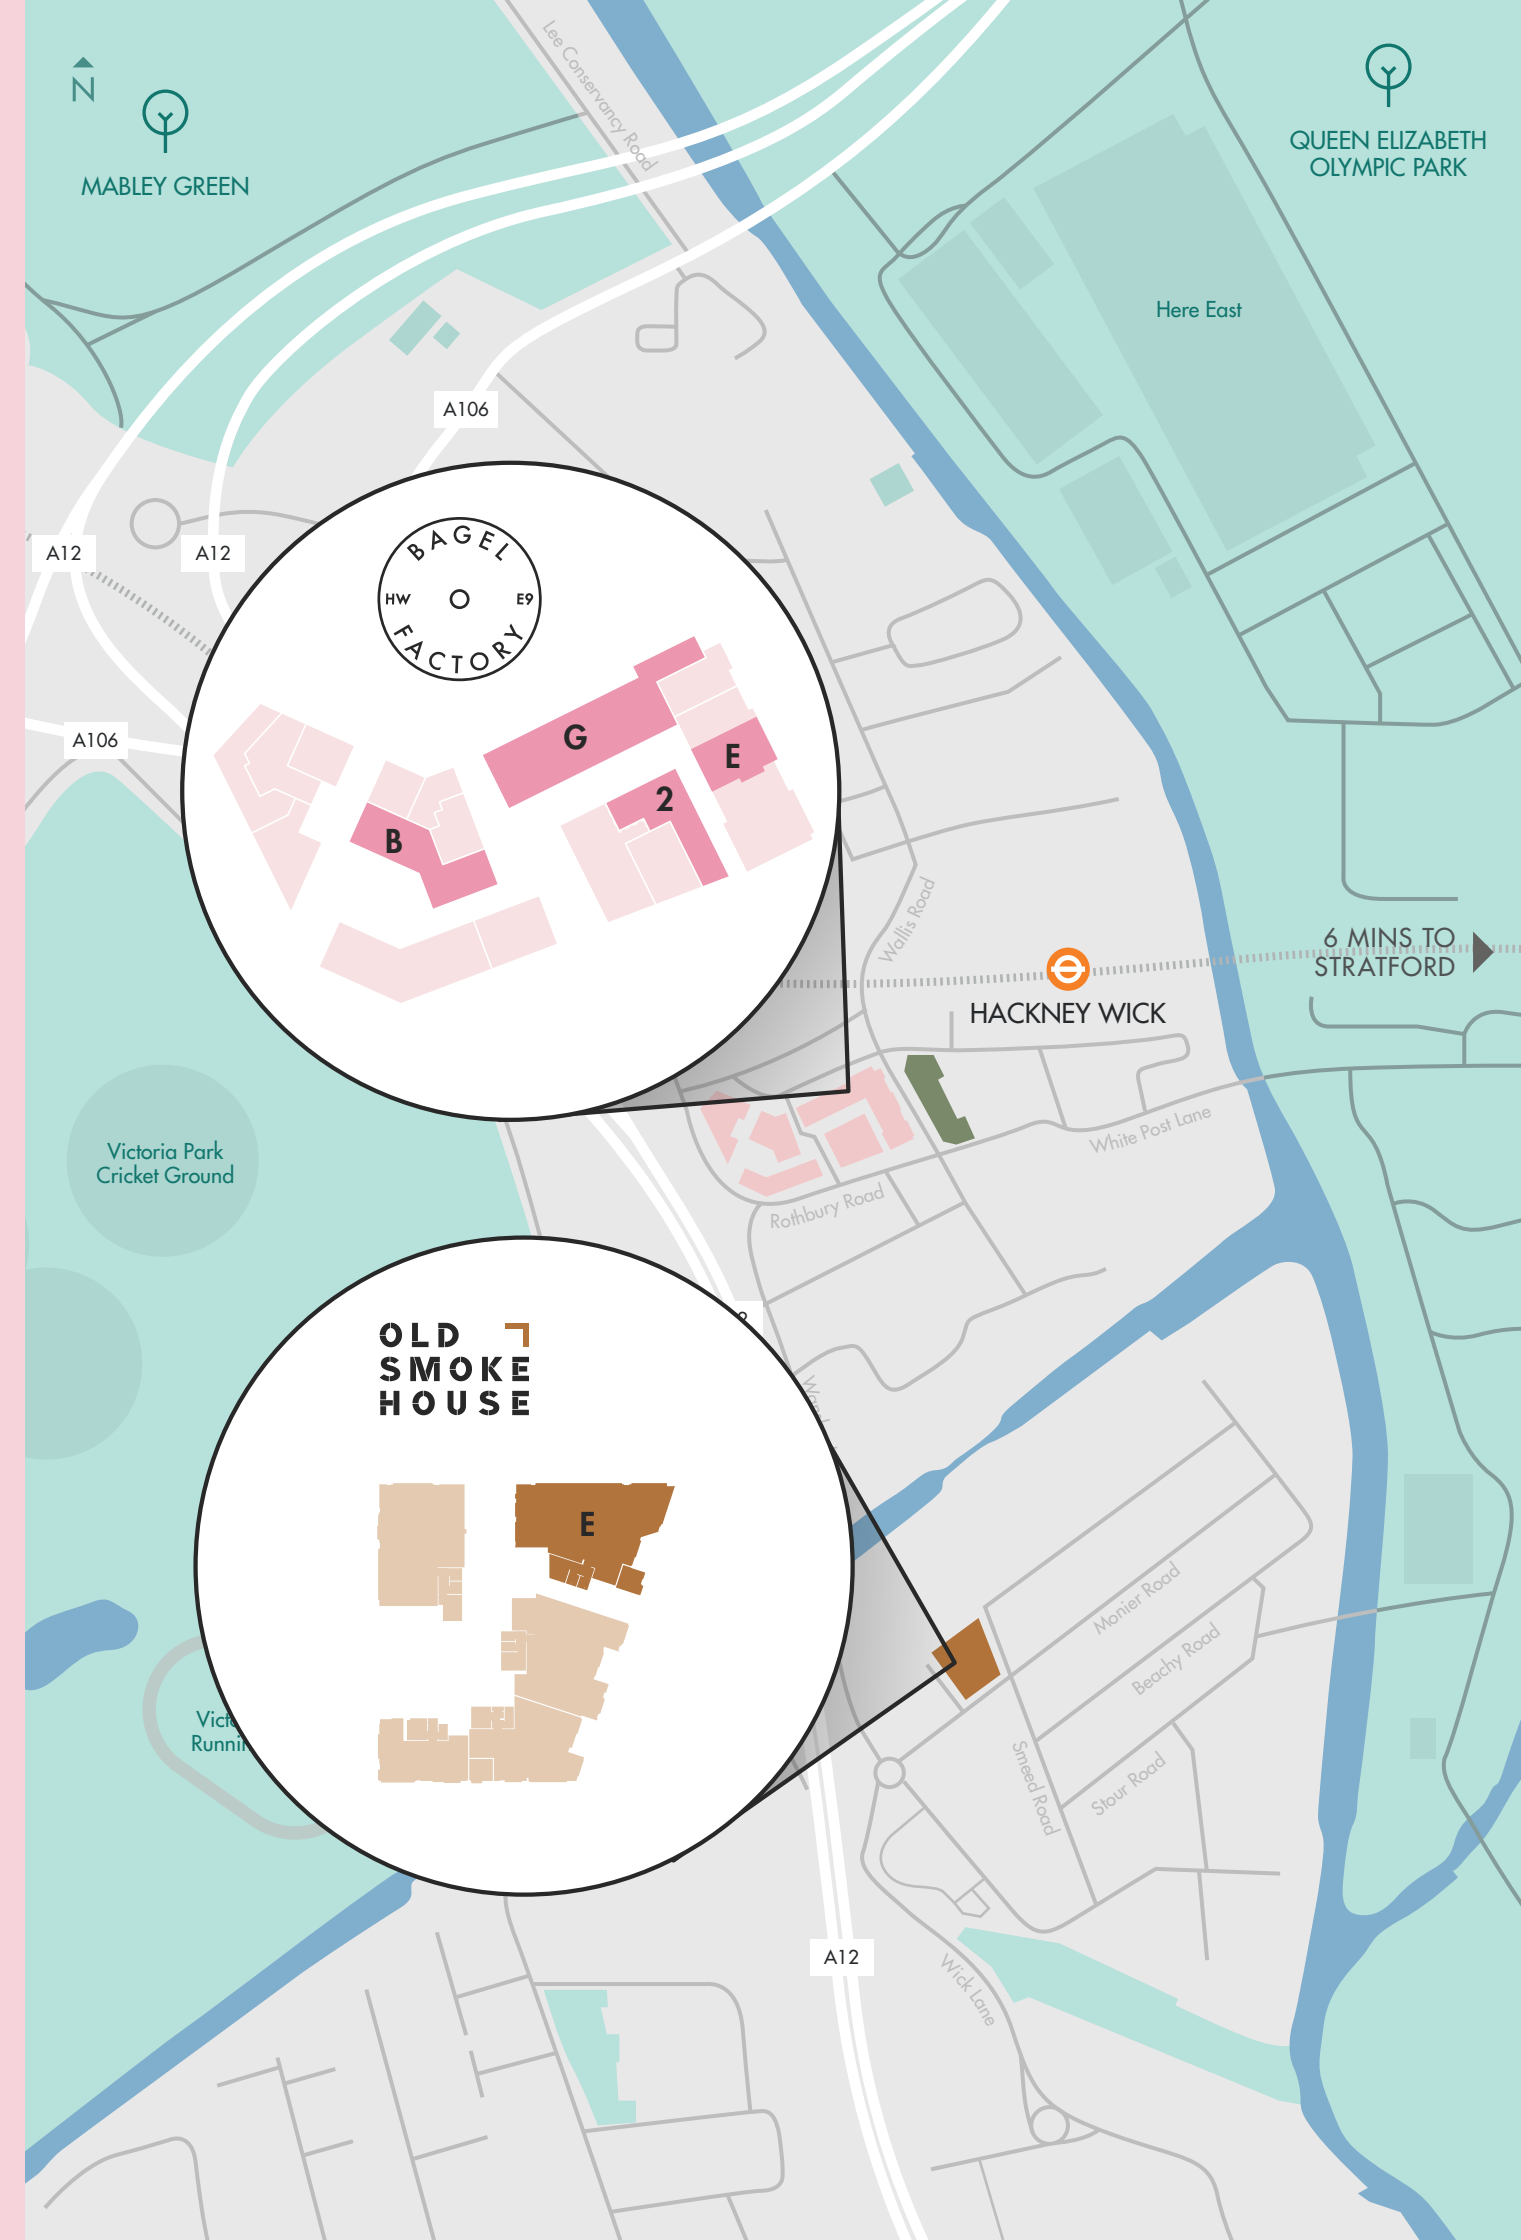 Lee Conservancy Road
N
MABLEY GREEN
QUEEN ELIZABETH
OLYMPIC PARK
Here East
A106
A12
A12
A106
BAGEL
HW
E9
FACTORY
G
E
2
B
Wallis Road
6 MINS TO
STRATFORD
HACKNEY WICK
White Post Lane
Rothbury Road
Victoria Park
Cricket Ground
OLD
SMOKE
HOUSE
E
Monier Road
Beachy Road
Smeed Road
Stour Road
A12
Wick Lane